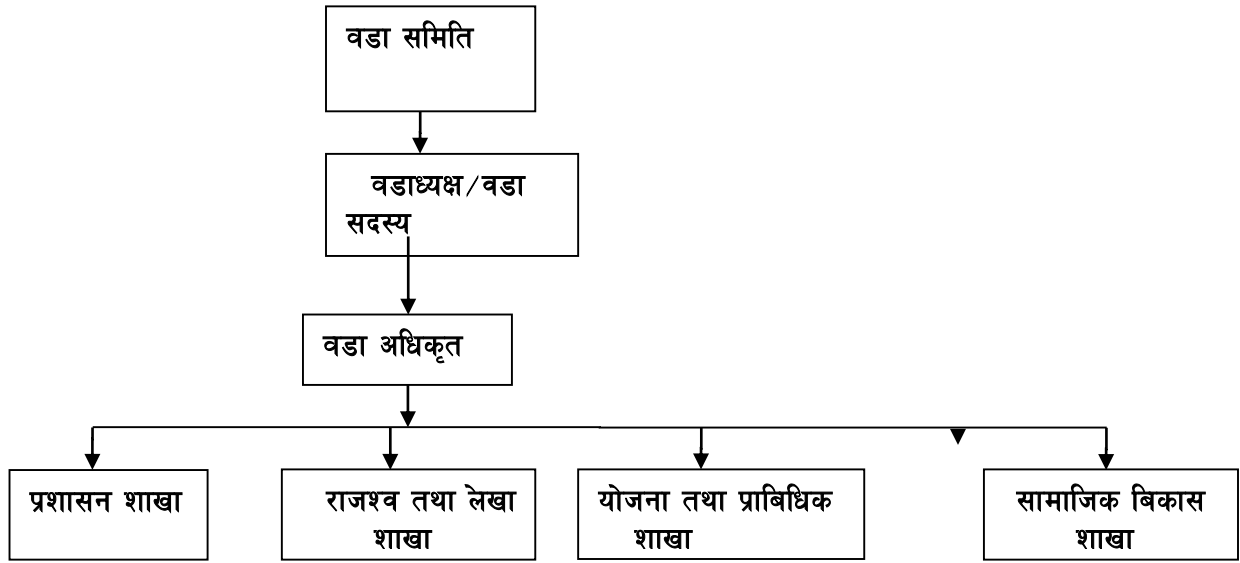 वडा समिति
वडाध्यक्ष/वडा
सदस्य
वडा अधिकृत
प्रशासन शाखा
राजश्व तथा लेखा
शाखा
योजना तथा प्राबिधिक
शाखा
सामाजिक बिकास
शाखा